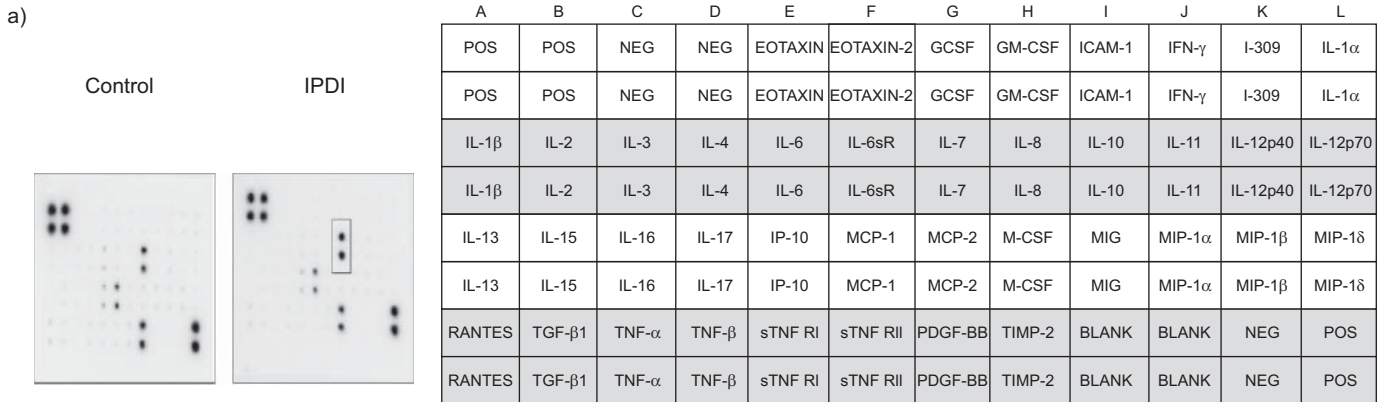 a)
Control IPDI
A B C D E F G H I J K L
POS POS NEG NEG EOTAXIN EOTAXIN-2 GCSF GM-CSF ICAM-1 IFN-γ I-309 IL-1α
POS POS NEG NEG EOTAXIN EOTAXIN-2 GCSF GM-CSF ICAM-1 IFN-γ I-309 IL-1α
IL-1β IL-2 IL-3 IL-4 IL-6 IL-6sR IL-7 IL-8 IL-10 IL-11 IL-12p40 IL-12p70
IL-1β IL-2 IL-3 IL-4 IL-6 IL-6sR IL-7 IL-8 IL-10 IL-11 IL-12p40 IL-12p70
IL-13 IL-15 IL-16 IL-17 IP-10 MCP-1 MCP-2 M-CSF MIG MIP-1α MIP-1β MIP-1δ
IL-13 IL-15 IL-16 IL-17 IP-10 MCP-1 MCP-2 M-CSF MIG MIP-1α MIP-1β MIP-1δ
RANTES TGF-β1 TNF-α TNF-β sTNF RI sTNF RII PDGF-BB TIMP-2 BLANK BLANK NEG POS
RANTES TGF-β1 TNF-α TNF-β sTNF RI sTNF RII PDGF-BB TIMP-2 BLANK BLANK NEG POS